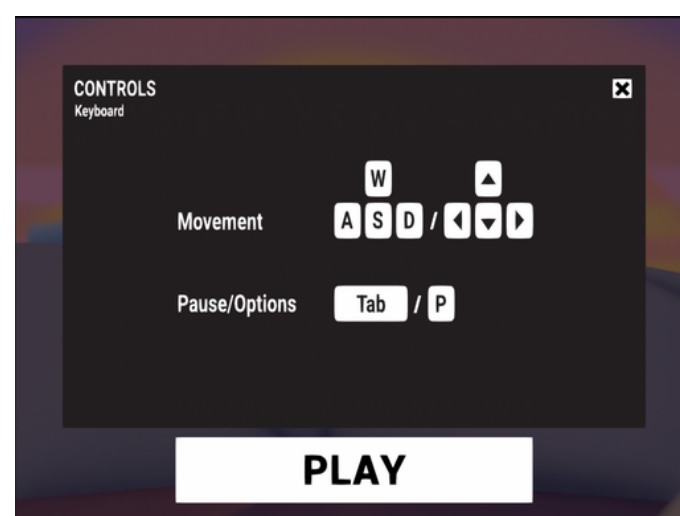 CONTROLS
Keyboard
W
Movement A S D /
Pause/Options Tab / P
PLAY